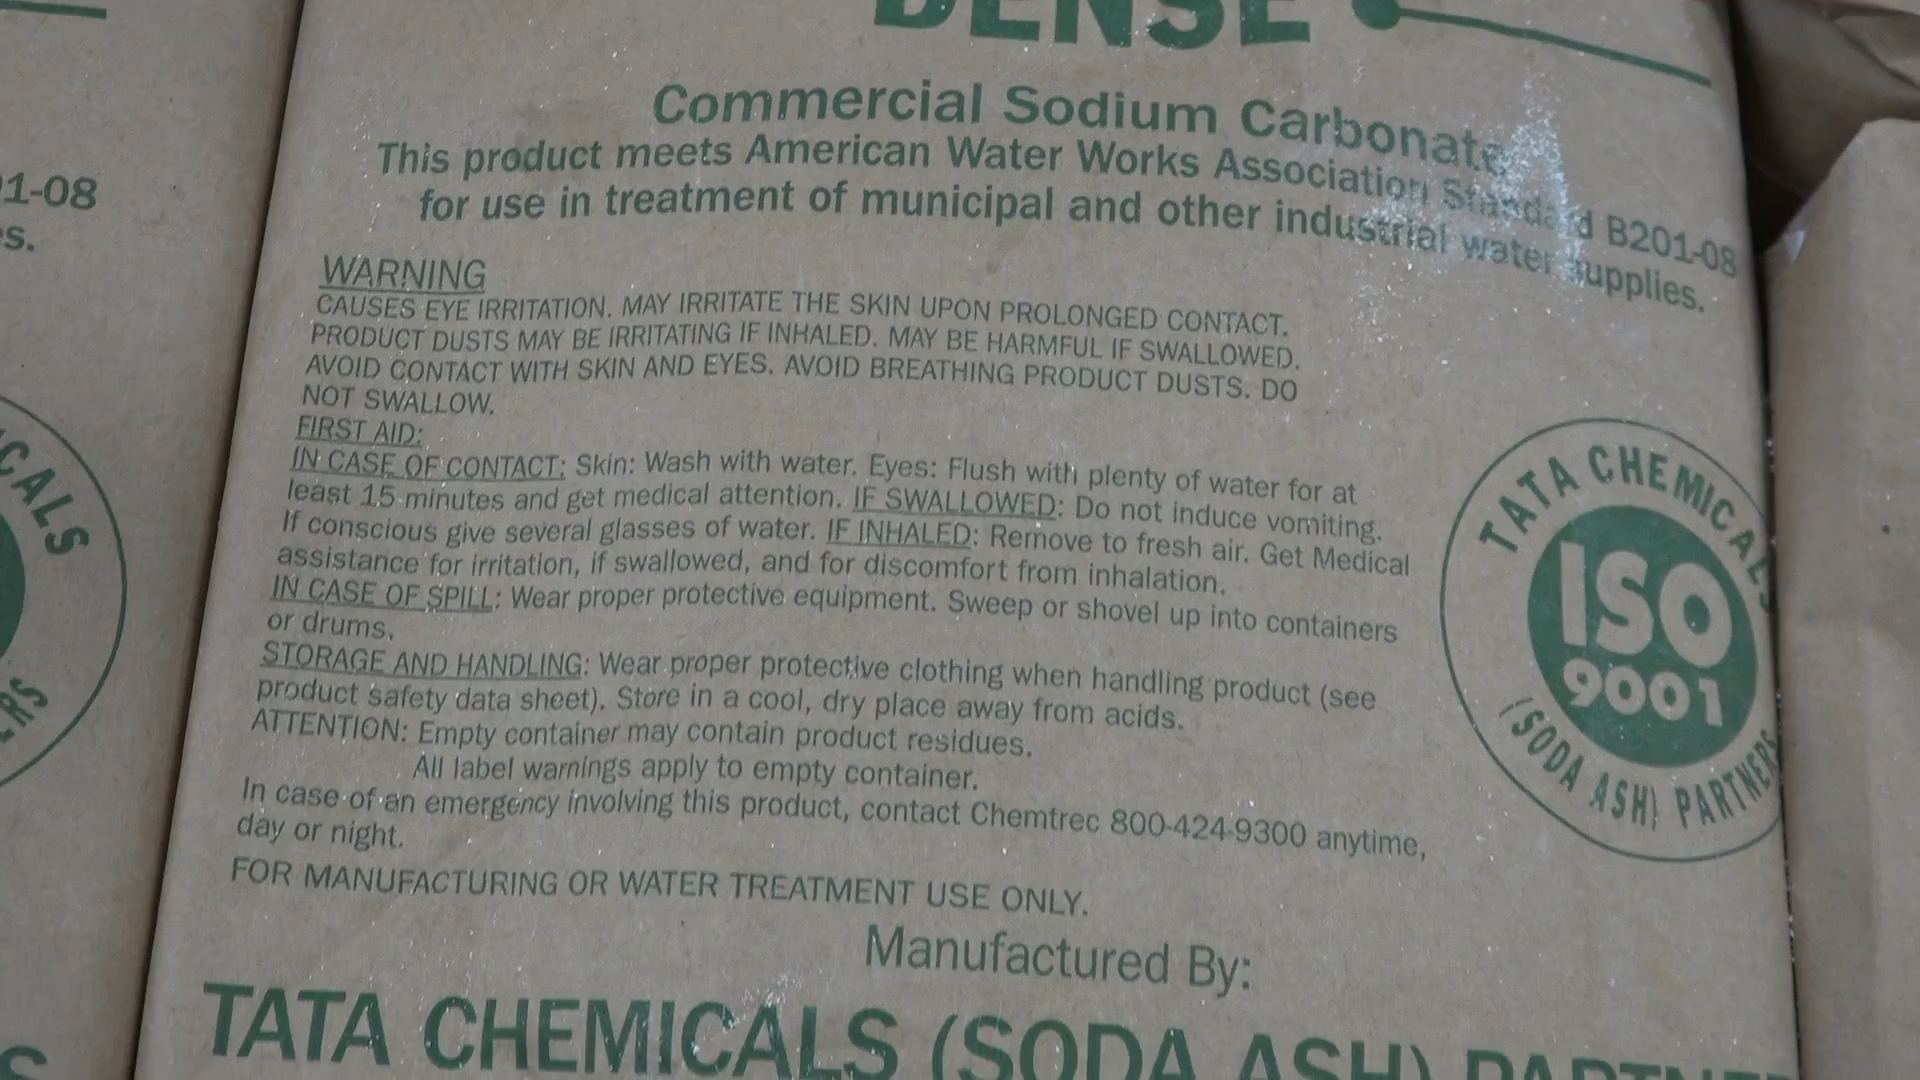 DENSE
Commercial Sodium Carbonate
This product meets American Water Works Association Standard B201-08
for use in treatment of municipal and other industrial water supplies.
WARNING
CAUSES EYE IRRITATION. MAY IRRITATE THE SKIN UPON PROLONGED CONTACT.
PRODUCT DUSTS MAY BE IRRITATING IF INHALED. MAY BE HARMFUL IF SWALLOWED.
AVOID CONTACT WITH SKIN AND EYES. AVOID BREATHING PRODUCT DUSTS. DO
NOT SWALLOW.
FIRST AID:
IN CASE OF CONTACT: Skin: Wash with water. Eyes: Flush with plenty of water for at
least 15 minutes and get medical attention. IF SWALLOWED: Do not induce vomiting.
If conscious give several glasses of water. IF INHALED: Remove to fresh air. Get Medical
assistance for irritation, if swallowed, and for discomfort from inhalation.
IN CASE OF SPILL: Wear proper protective equipment. Sweep or shovel up into containers
or drums.
STORAGE AND HANDLING: Wear proper protective clothing when handling product (see
product safety data sheet). Store in a cool, dry place away from acids.
ATTENTION: Empty container may contain product residues.
All label warnings apply to empty container.
In case of an emergency involving this product, contact Chemtrec 800-424-9300 anytime,
day or night.
FOR MANUFACTURING OR WATER TREATMENT USE ONLY.
Manufactured By:
TATA CHEMICALS (SODA ASH) PARTNE
TATA CHEMICALS
ISO
9001
(SODA ASH) PARTNERS
1-08
s.
CALS
ERS
S